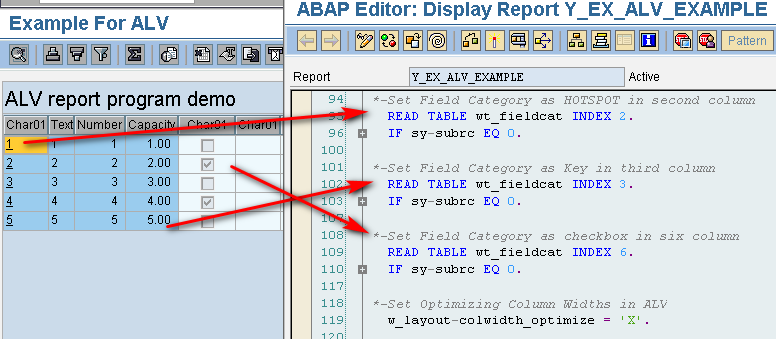 Example For ALV
ALV report program demo
Char01 Text Number Capacity Char01 Char01
1 1 1 1.00
2 2 2 2.00
3 3 3 3.00
4 4 4 4.00
5 5 5 5.00
ABAP Editor: Display Report Y_EX_ALV_EXAMPLE
Pattern
Report Y_EX_ALV_EXAMPLE Active
94 *-Set Field Category as HOTSPOT in second column
95 READ TABLE wt_fieldcat INDEX 2.
96 IF sy-subrc EQ 0.
100
101 *-Set Field Category as Key in third column
102 READ TABLE wt_fieldcat INDEX 3.
103 IF sy-subrc EQ 0.
107
108 *-Set Field Category as checkbox in six column
109 READ TABLE wt_fieldcat INDEX 6.
110 IF sy-subrc EQ 0.
117
118 *-Set Optimizing Column Widths in ALV
119 w_layout-colwidth_optimize = 'X'.